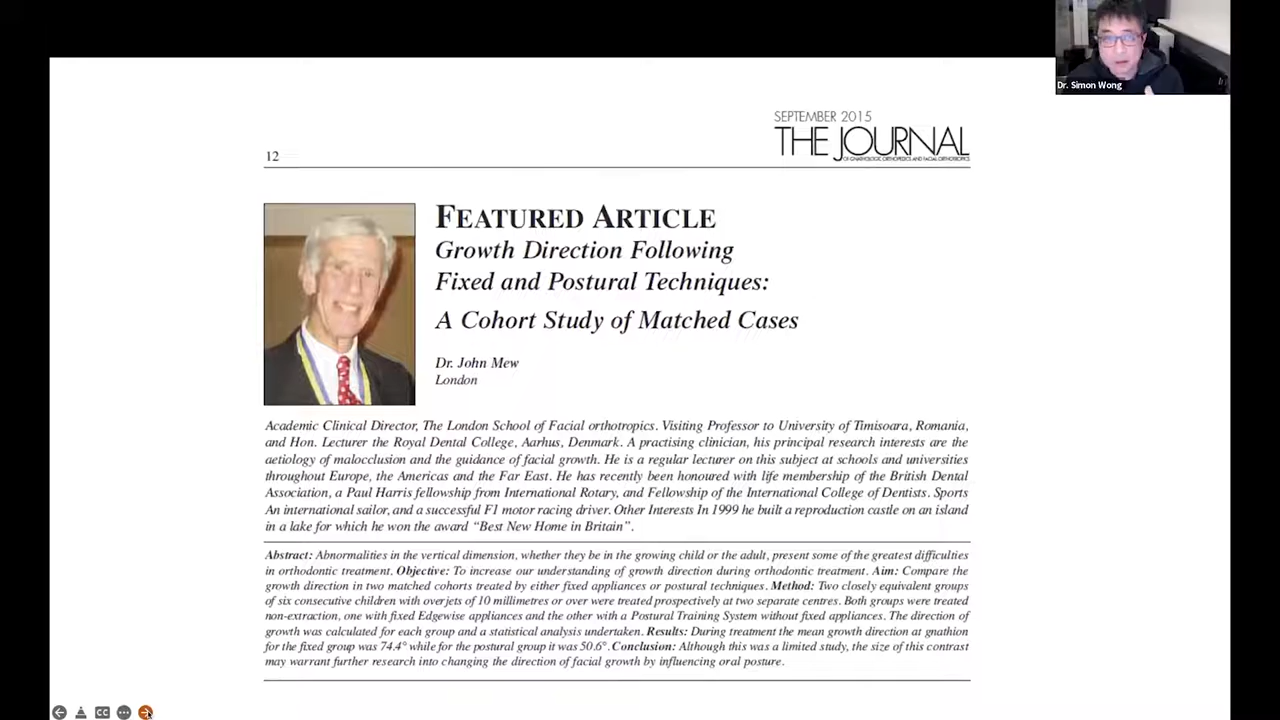 Dr. Simon Wong
SEPTEMBER 2015
THE JOURNAL
OF GNATHOLOGIC ORTHOPEDICS AND FACIAL ORTHOTROPICS
12
FEATURED ARTICLE
Growth Direction Following
Fixed and Postural Techniques:
A Cohort Study of Matched Cases
Dr. John Mew
London
Academic Clinical Director, The London School of Facial orthotropics. Visiting Professor to University of Timisoara, Romania,
and Hon. Lecturer the Royal Dental College, Aarhus, Denmark. A practising clinician, his principal research interests are the
aetiology of malocclusion and the guidance of facial growth. He is a regular lecturer on this subject at schools and universities
throughout Europe, the Americas and the Far East. He has recently been honoured with life membership of the British Dental
Association, a Paul Harris fellowship from International Rotary, and Fellowship of the International College of Dentists. Sports
An international sailor, and a successful F1 motor racing driver. Other Interests In 1999 he built a reproduction castle on an island
in a lake for which he won the award “Best New Home in Britain”.
Abstract: Abnormalities in the vertical dimension, whether they be in the growing child or the adult, present some of the greatest difficulties
in orthodontic treatment. Objective: To increase our understanding of growth direction during orthodontic treatment. Aim: Compare the
growth direction in two matched cohorts treated by either fixed appliances or postural techniques. Method: Two closely equivalent groups
of six consecutive children with overjets of 10 millimetres or over were treated prospectively at two separate centres. Both groups were treated
non-extraction, one with fixed Edgewise appliances and the other with a Postural Training System without fixed appliances. The direction of
growth was calculated for each group and a statistical analysis undertaken. Results: During treatment the mean growth direction at gnathion
for the fixed group was 74.4° while for the postural group it was 50.6°. Conclusion: Although this was a limited study, the size of this contrast
may warrant further research into changing the direction of facial growth by influencing oral posture.
CC